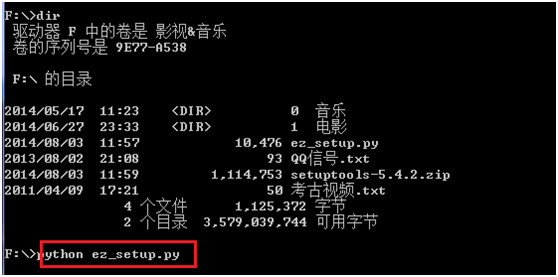 F:\>dir
驱动器 F 中的卷是 影视&音乐
卷的序列号是 9E77-A538
F:\ 的目录
2014/05/17 11:23 <DIR> 0 音乐
2014/06/27 23:33 <DIR> 1 电影
2014/08/03 11:57 10,476 ez_setup.py
2013/08/02 21:08 93 QQ信号.txt
2014/08/03 11:59 1,114,753 setuptools-5.4.2.zip
2011/04/09 17:21 50 考古视频.txt
4 个文件 1,125,372 字节
2 个目录 3,579,039,744 可用字节
F:\>python ez_setup.py